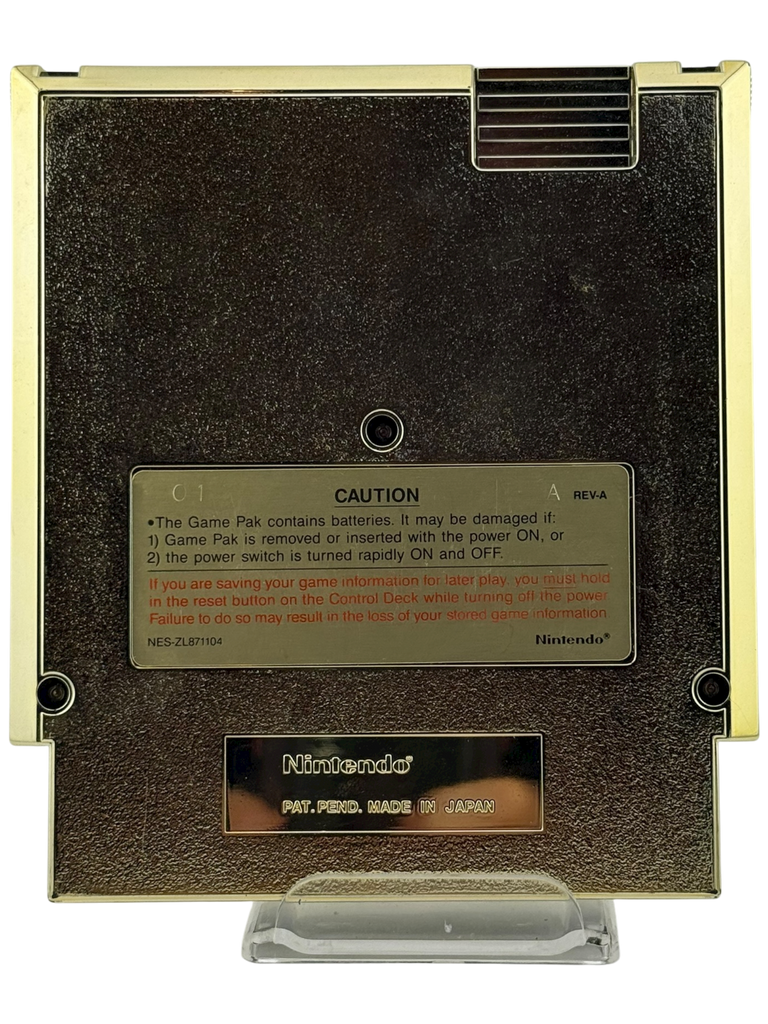 01 CAUTION A REV-A
•The Game Pak contains batteries. It may be damaged if:
1) Game Pak is removed or inserted with the power ON, or
2) the power switch is turned rapidly ON and OFF.
If you are saving your game information for later play, you must hold
in the reset button on the Control Deck while turning off the power
Failure to do so may result in the loss of your stored game information
NES-ZL871104 Nintendo®
Nintendo®
PAT. PEND. MADE IN JAPAN